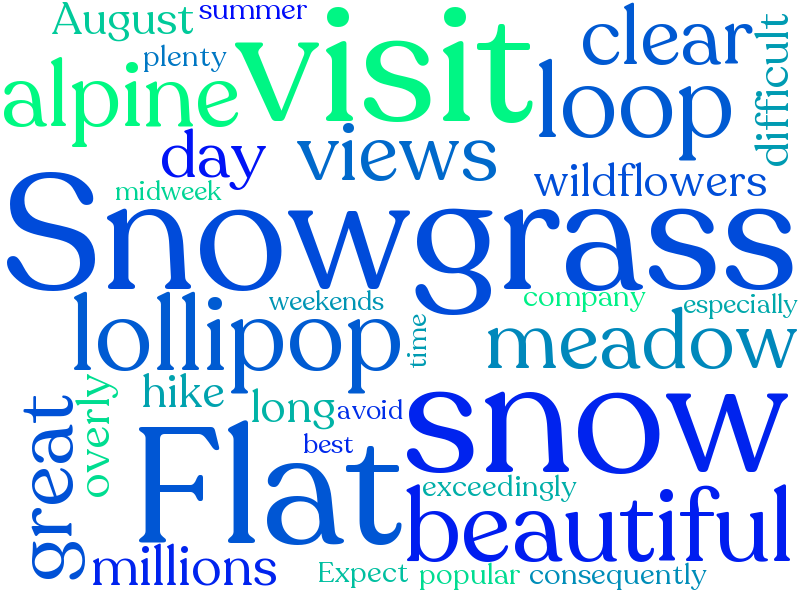 August
summer
visit
clear
difficult
plenty
alpine
loop
day
views
wildflowers
midweek
Snowgrass
weekends
company
especially
lollipop
time
meadow
hike
overly
long
avoid
snow
great
best
Flat
exceedingly
beautiful
millions
Expect
popular
consequently